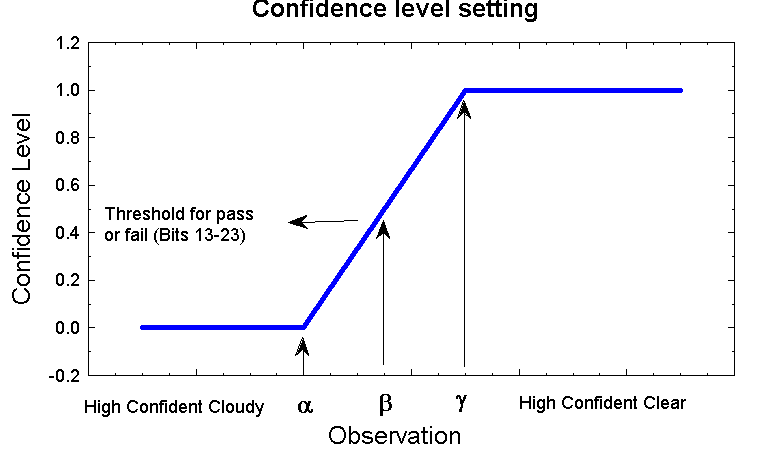 Confidence level setting
1.2
1.0
0.8
0.6
0.4
0.2
0.0
-0.2
Confidence Level
Threshold for pass
or fail (Bits 13-23)
High Confident Cloudy
α
β
γ
High Confident Clear
Observation